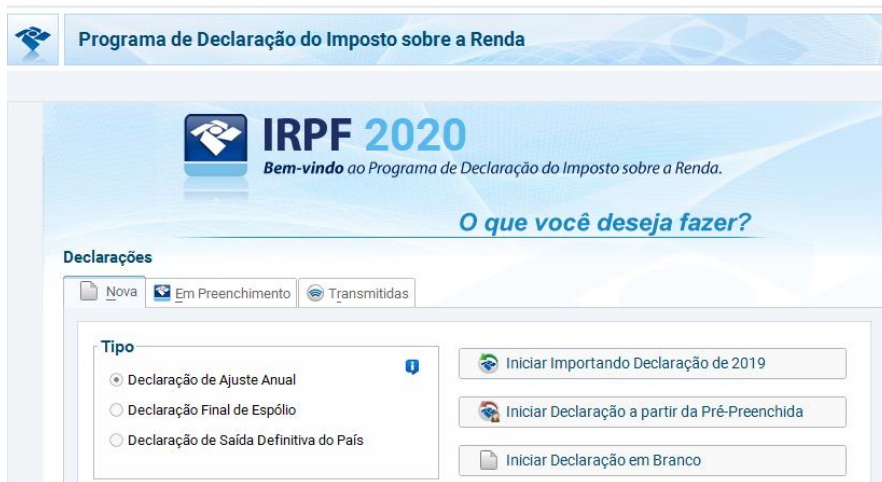 Programa de Declaração do Imposto sobre a Renda
IRPF 2020
Bem-vindo ao Programa de Declaração do Imposto sobre a Renda.
O que você deseja fazer?
Declarações
Nova
Em Preenchimento
Transmitidas
Tipo
Declaração de Ajuste Anual
Declaração Final de Espólio
Declaração de Saída Definitiva do País
Iniciar Importando Declaração de 2019
Iniciar Declaração a partir da Pré-Preenchida
Iniciar Declaração em Branco